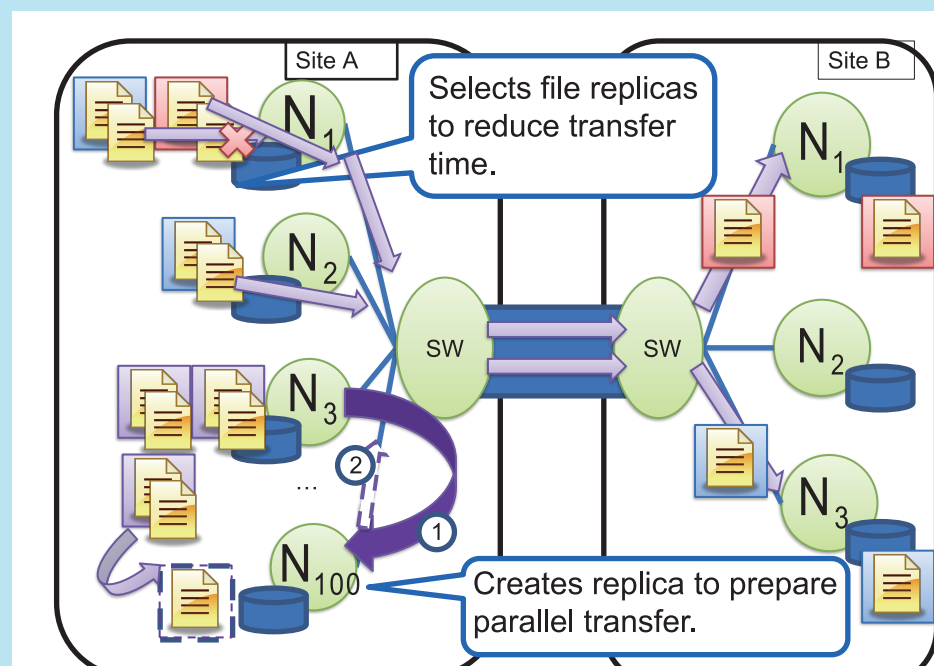 Site A
Site B
Selects file replicas
to reduce transfer
time.
N1
N1
N2
SW
SW
N2
N3
2
...
1
N3
N100
Creates replica to prepare
parallel transfer.